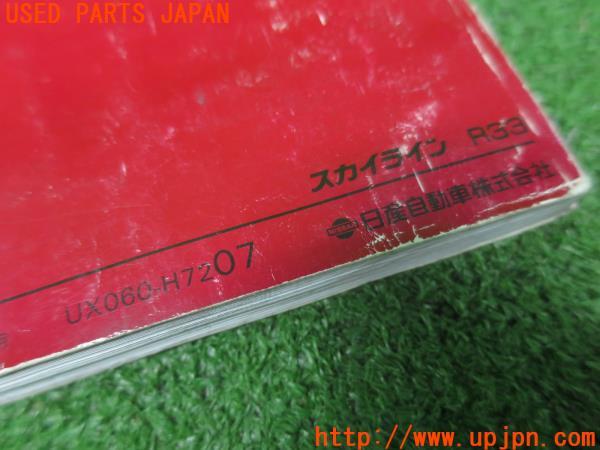 USED PARTS JAPAN
スカイライン R33
NISSAN 日産自動車株式会社
UX060-H7207
http://www.upjpn.com